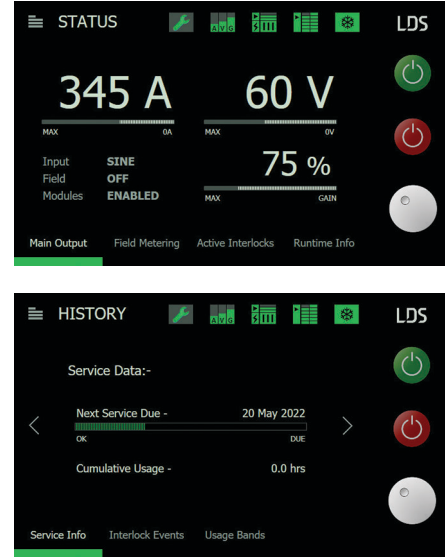 STATUS
A V G
LDS
345 A
60 V
MAX 0A
MAX 0V
75 %
Input SINE
Field OFF
Modules ENABLED
MAX GAIN
Main Output Field Metering Active Interlocks Runtime Info
HISTORY
A V G
LDS
Service Data:-
Next Service Due - 20 May 2022
OK DUE
Cumulative Usage - 0.0 hrs
Service Info Interlock Events Usage Bands